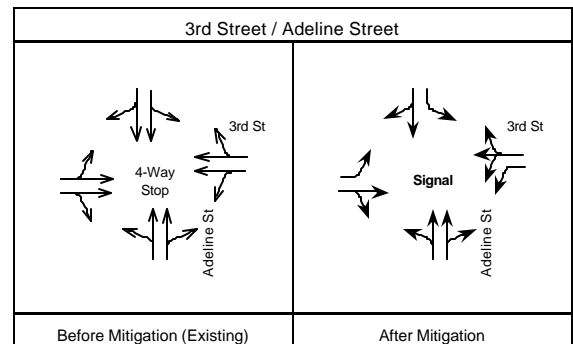 3rd Street / Adeline Street
3rd St
4-Way
Stop
Adeline St
Before Mitigation (Existing)
3rd St
Signal
Adeline St
After Mitigation